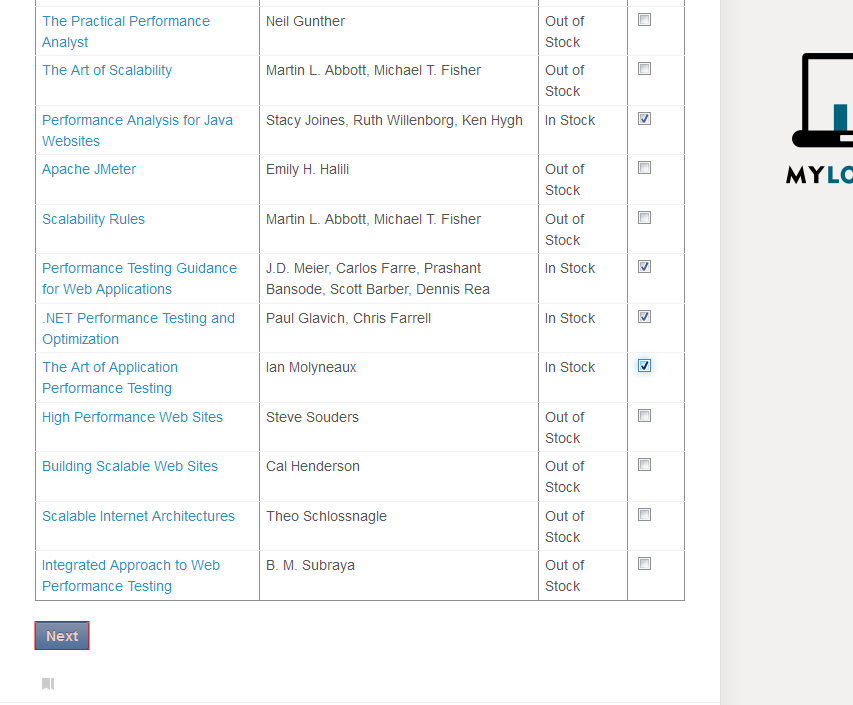 The Practical Performance Neil Gunther Out of
Analyst Stock
The Art of Scalability Martin L. Abbott, Michael T. Fisher Out of
Stock
Performance Analysis for Java Stacy Joines, Ruth Willenborg, Ken Hygh In Stock
Websites
Apache JMeter Emily H. Halili Out of
Stock
Scalability Rules Martin L. Abbott, Michael T. Fisher Out of
Stock
Performance Testing Guidance J.D. Meier, Carlos Farre, Prashant In Stock
for Web Applications Bansode, Scott Barber, Dennis Rea
.NET Performance Testing and Paul Glavich, Chris Farrell In Stock
Optimization
The Art of Application Ian Molyneaux In Stock
Performance Testing
High Performance Web Sites Steve Souders Out of
Stock
Building Scalable Web Sites Cal Henderson Out of
Stock
Scalable Internet Architectures Theo Schlossnagle Out of
Stock
Integrated Approach to Web B. M. Subraya Out of
Performance Testing Stock
Next
MYLO